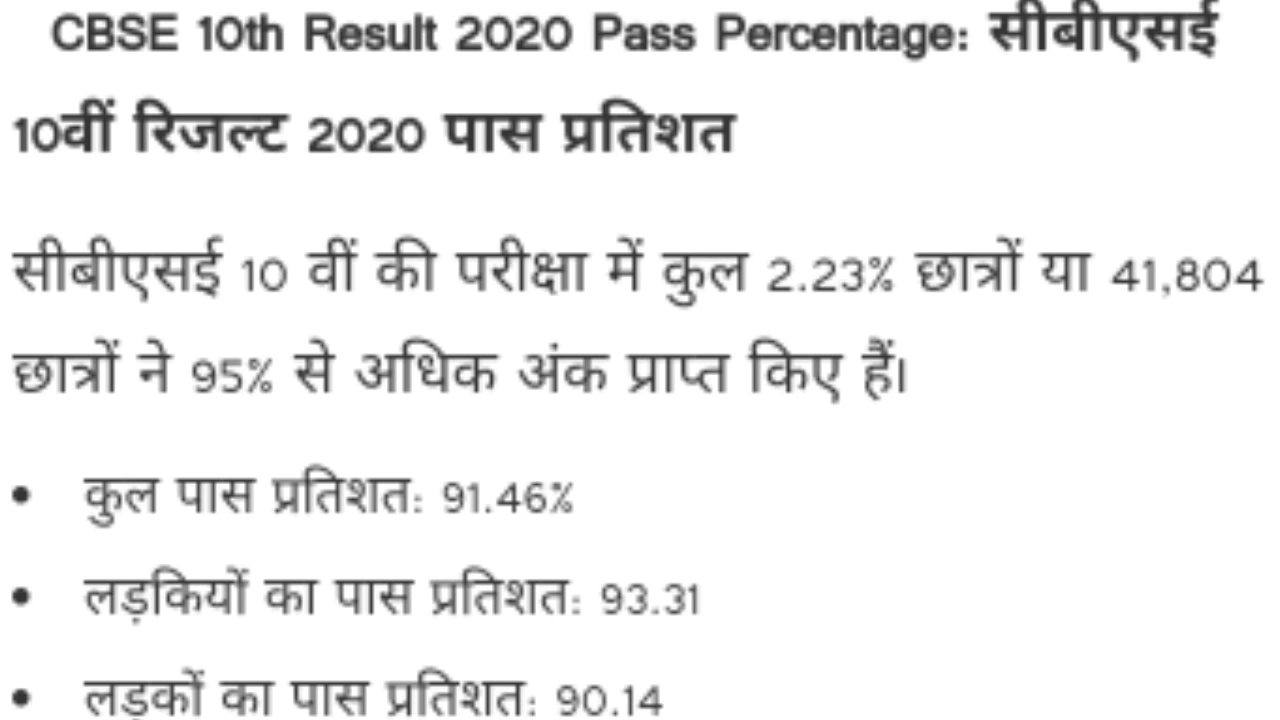 CBSE 10th Result 2020 Pass Percentage: सीबीएसई
10वीं रिजल्ट 2020 पास प्रतिशत
सीबीएसई 10 वीं की परीक्षा में कुल 2.23% छात्रों या 41,804
छात्रों ने 95% से अधिक अंक प्राप्त किए हैं।
• कुल पास प्रतिशत: 91.46%
• लड़कियों का पास प्रतिशत: 93.31
• लड़कों का पास प्रतिशत: 90.14